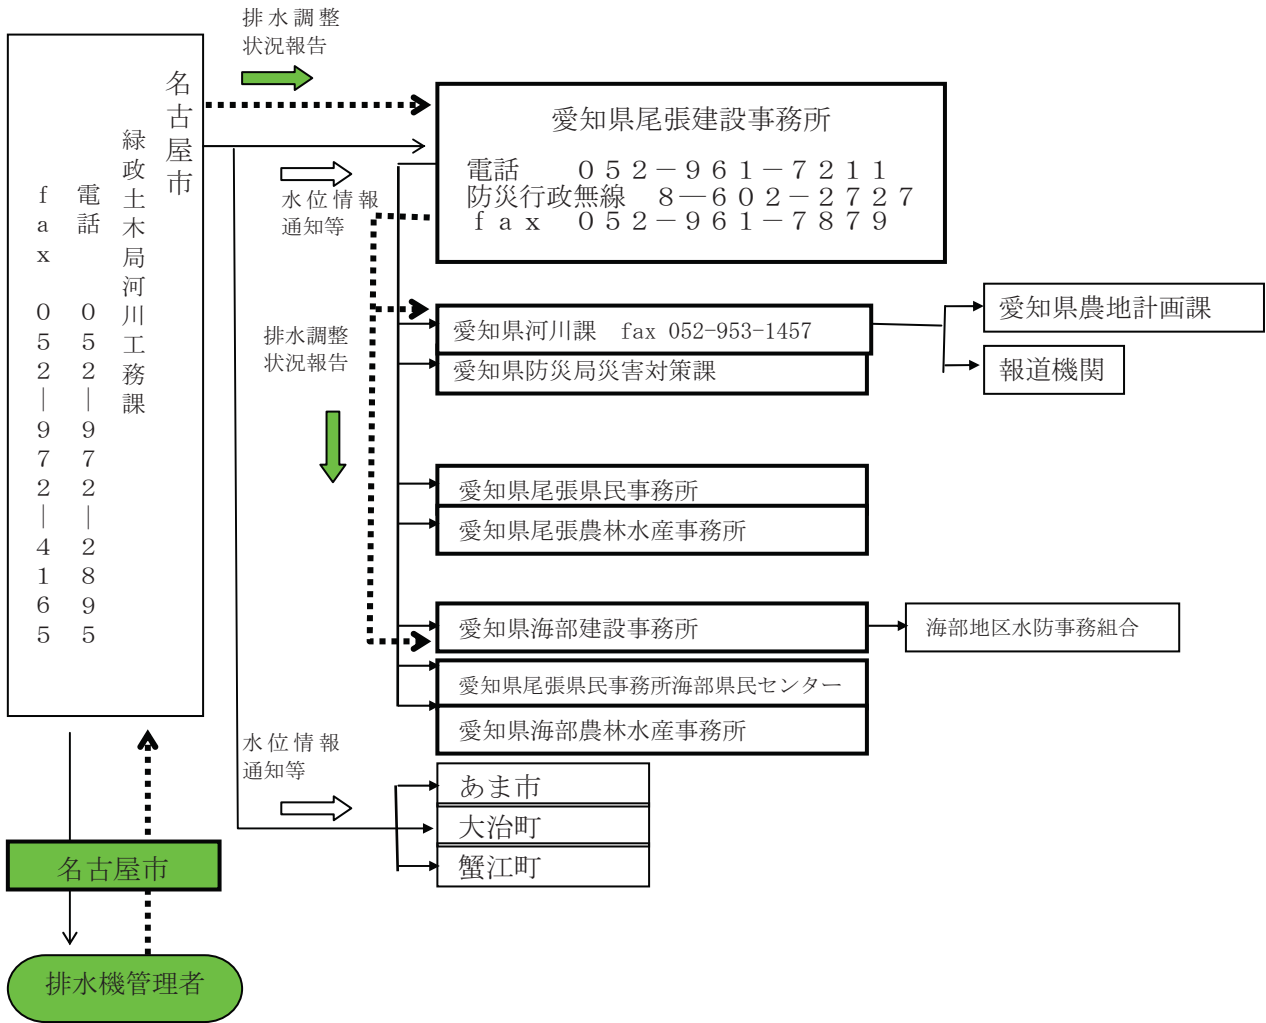 排水調整
状況報告
名古屋市
緑政土木局河川工務課
電話　０５２―９７２―２８９５
ｆａｘ　０５２―９７２―４１６５
愛知県尾張建設事務所
電話　　０５２－９６１－７２１１
防災行政無線　８―６０２－２７２７
ｆａｘ　０５２－９６１－７８７９
水位情報
通知等
排水調整
状況報告
愛知県河川課　fax 052-953-1457
愛知県防災局災害対策課
愛知県農地計画課
報道機関
愛知県尾張県民事務所
愛知県尾張農林水産事務所
愛知県海部建設事務所
海部地区水防事務組合
愛知県尾張県民事務所海部県民センター
愛知県海部農林水産事務所
水位情報
通知等
あま市
大治町
蟹江町
名古屋市
排水機管理者